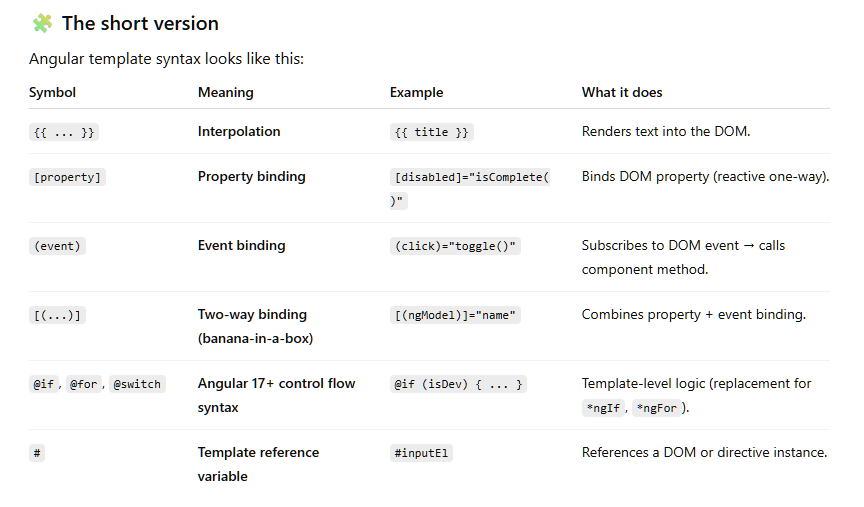 🧩 The short version
Angular template syntax looks like this:
Symbol Meaning Example What it does
{{ ... }} Interpolation {{ title }} Renders text into the DOM.
[property] Property binding [disabled]="isComplete( Binds DOM property (reactive one-way).
)"
(event) Event binding (click)="toggle()" Subscribes to DOM event → calls
component method.
[(...)] Two-way binding [(ngModel)]="name" Combines property + event binding.
(banana-in-a-box)
@if, @for, @switch Angular 17+ control flow @if (isDev) { ... } Template-level logic (replacement for
syntax *ngIf, *ngFor).
# Template reference #inputEl References a DOM or directive instance.
variable